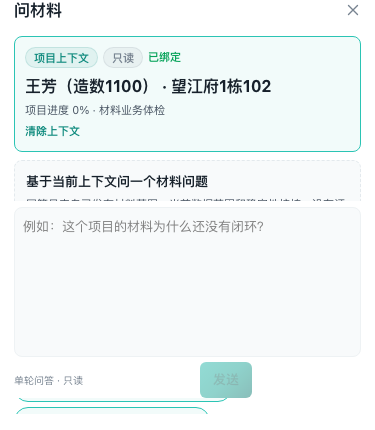 问材料
项目上下文 只读 已绑定
王芳（造数1100） · 望江府1栋102
项目进度 0% · 材料业务体检
清除上下文
基于当前上下文问一个材料问题
例如：这个项目的材料为什么还没有闭环?
单轮问答 · 只读
发送